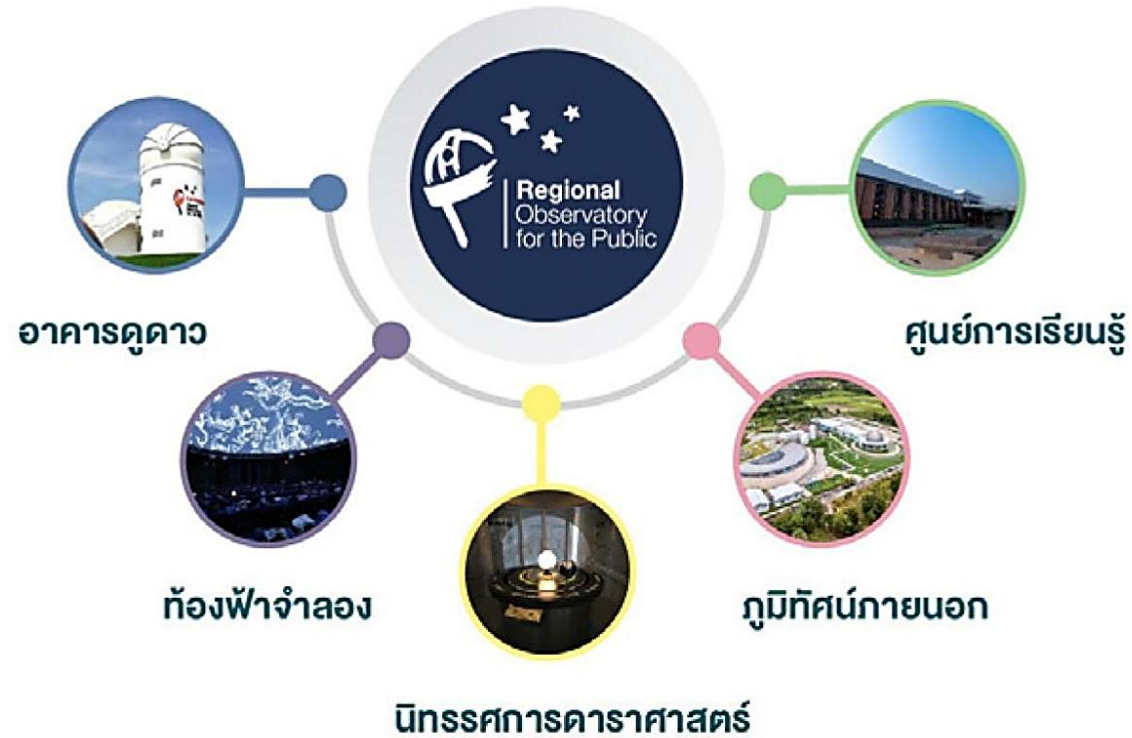 Regional
Observatory
for the Public
อาคารดูดาว
ศูนย์การเรียนรู้
ท้องฟ้าจำลอง
ภูมิทัศน์ภายนอก
นิทรรศการดาราศาสตร์